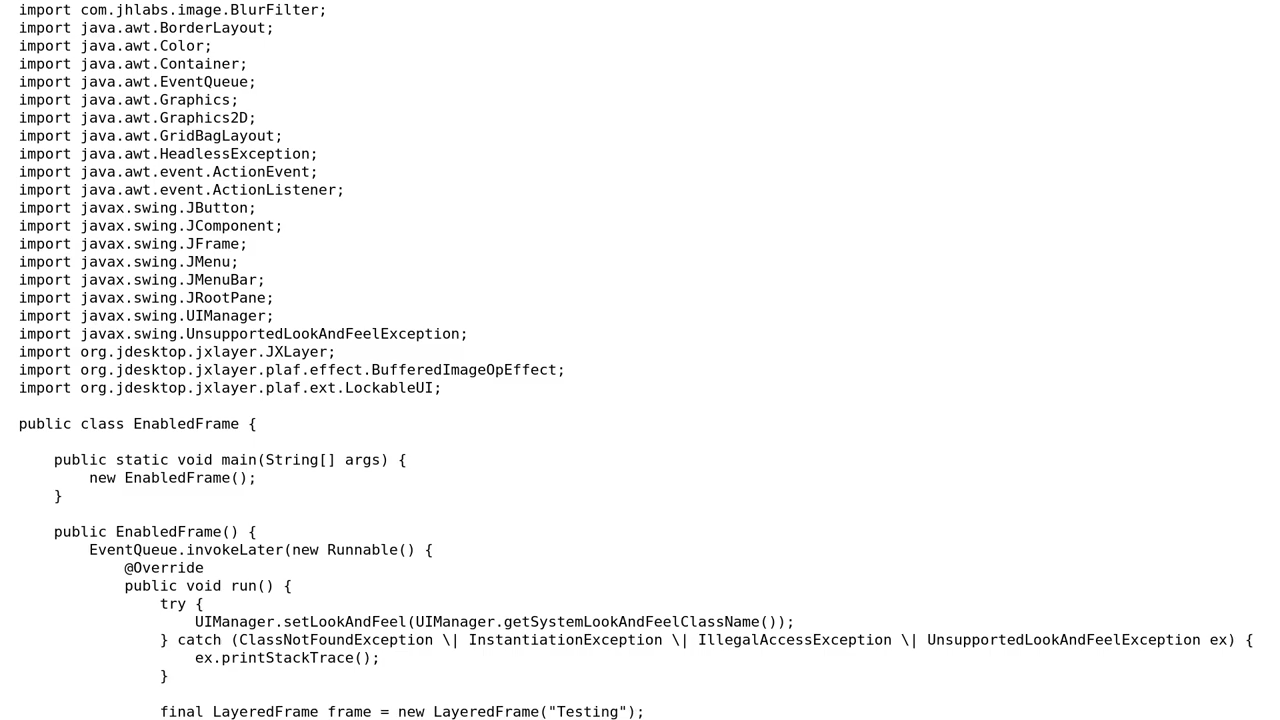 import com.jhlabs.image.BlurFilter;
import java.awt.BorderLayout;
import java.awt.Color;
import java.awt.Container;
import java.awt.EventQueue;
import java.awt.Graphics;
import java.awt.Graphics2D;
import java.awt.GridBagLayout;
import java.awt.HeadlessException;
import java.awt.event.ActionEvent;
import java.awt.event.ActionListener;
import javax.swing.JButton;
import javax.swing.JComponent;
import javax.swing.JFrame;
import javax.swing.JMenu;
import javax.swing.JMenuBar;
import javax.swing.JRootPane;
import javax.swing.UIManager;
import javax.swing.UnsupportedLookAndFeelException;
import org.jdesktop.jxlayer.JXLayer;
import org.jdesktop.jxlayer.plaf.effect.BufferedImageOpEffect;
import org.jdesktop.jxlayer.plaf.ext.LockableUI;

public class EnabledFrame {

    public static void main(String[] args) {
        new EnabledFrame();
    }

    public EnabledFrame() {
        EventQueue.invokeLater(new Runnable() {
            @Override
            public void run() {
                try {
                    UIManager.setLookAndFeel(UIManager.getSystemLookAndFeelClassName());
                } catch (ClassNotFoundException \| InstantiationException \| IllegalAccessException \| UnsupportedLookAndFeelException ex) {
                    ex.printStackTrace();
                }

                final LayeredFrame frame = new LayeredFrame("Testing");